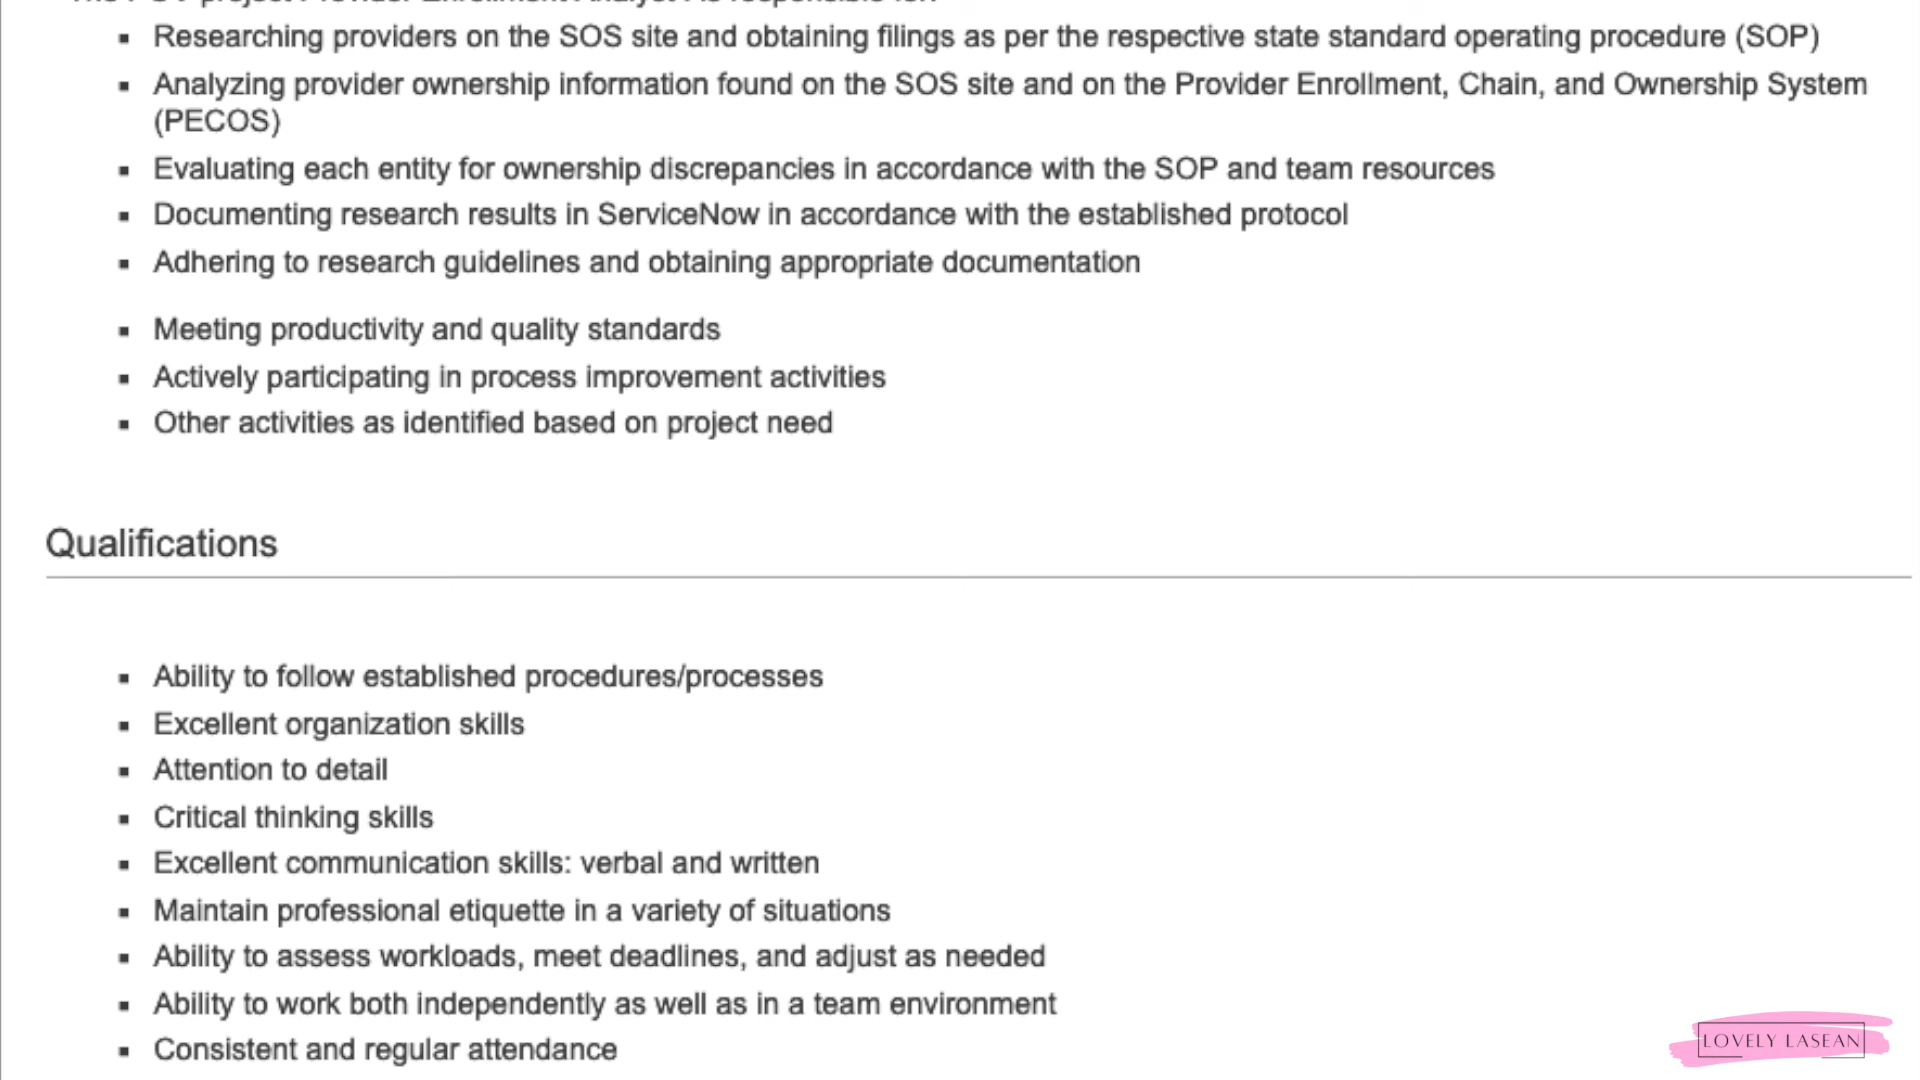 project Provider Enrollment Analyst I is responsible for:
▪ Researching providers on the SOS site and obtaining filings as per the respective state standard operating procedure (SOP)
▪ Analyzing provider ownership information found on the SOS site and on the Provider Enrollment, Chain, and Ownership System
(PECOS)
▪ Evaluating each entity for ownership discrepancies in accordance with the SOP and team resources
▪ Documenting research results in ServiceNow in accordance with the established protocol
▪ Adhering to research guidelines and obtaining appropriate documentation
▪ Meeting productivity and quality standards
▪ Actively participating in process improvement activities
▪ Other activities as identified based on project need
Qualifications
▪ Ability to follow established procedures/processes
▪ Excellent organization skills
▪ Attention to detail
▪ Critical thinking skills
▪ Excellent communication skills: verbal and written
▪ Maintain professional etiquette in a variety of situations
▪ Ability to assess workloads, meet deadlines, and adjust as needed
▪ Ability to work both independently as well as in a team environment
▪ Consistent and regular attendance
LOVELY LASEAN